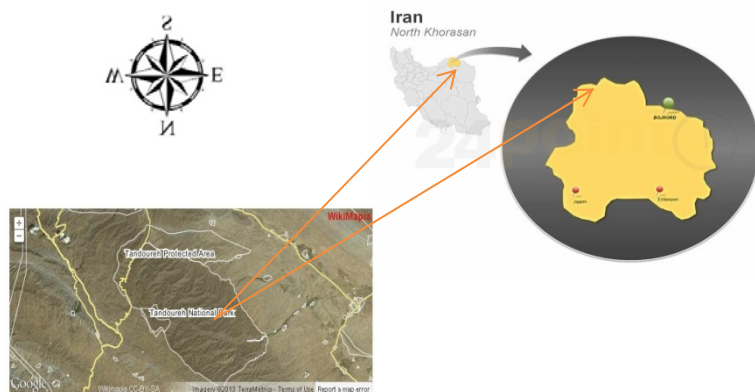 S
W E
N
Iran
North Khorasan
BOJNORD
Esfarayen
WikiMapia
+
−
Tandoureh Protected Area
Tandoureh National Park
Google
Wikimapia CC-BY-SA
Imagery ©2013 TerraMetrics - Terms of Use Report a map error